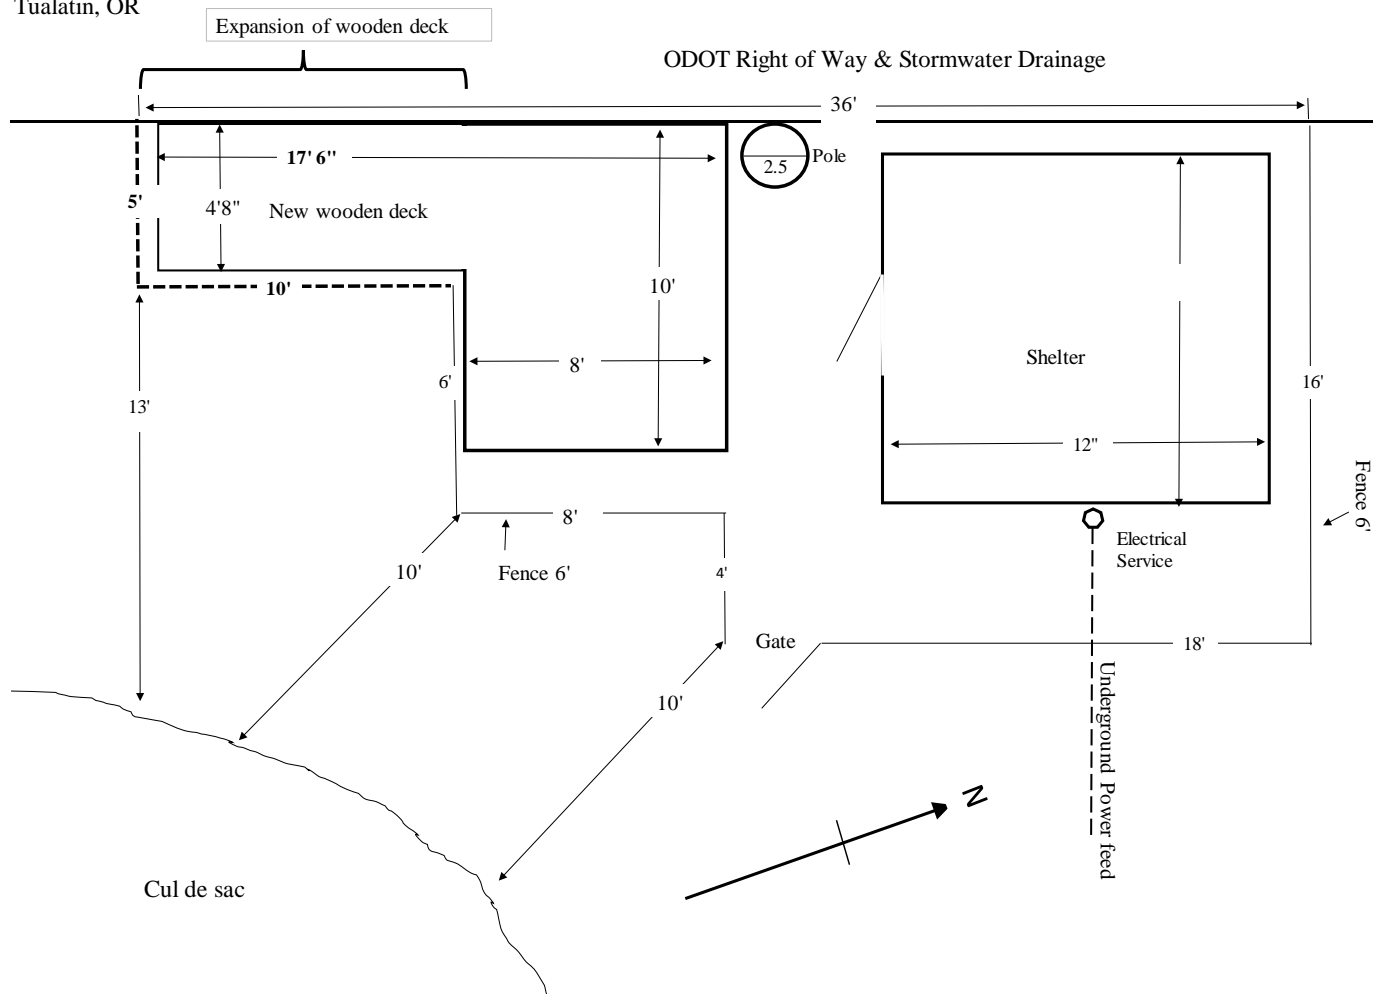 Tualatin, OR
Expansion of wooden deck
ODOT Right of Way & Stormwater Drainage
36'
17' 6"
2.5
Pole
5'
4'8"
New wooden deck
10'
10'
8'
Shelter
6'
16'
13'
12"
Fence 6'
8'
Electrical
Service
10'
Fence 6'
4'
Gate
18'
10'
Underground Power feed
N
Cul de sac